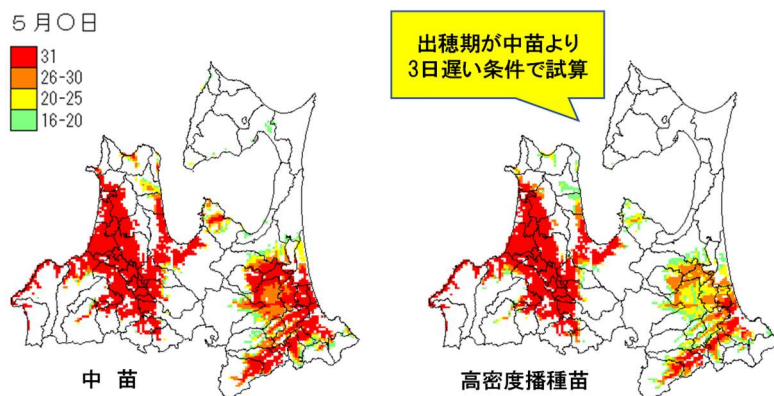 5月〇日
31
26-30
20-25
16-20
出穂期が中苗より
3日遅い条件で試算
中 苗
高密度播種苗